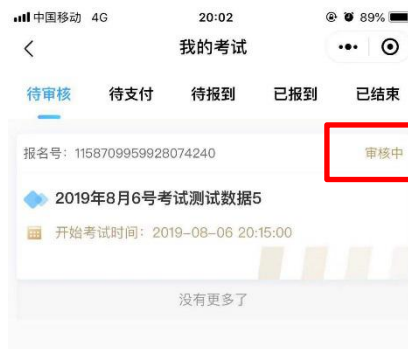 中国移动 4G 20:02 89%
我的考试
待审核 待支付 待报到 已报到 已结束
报名号：1158709959928074240 审核中
2019年8月6号考试测试数据5
开始考试时间：2019-08-06 20:15:00
没有更多了